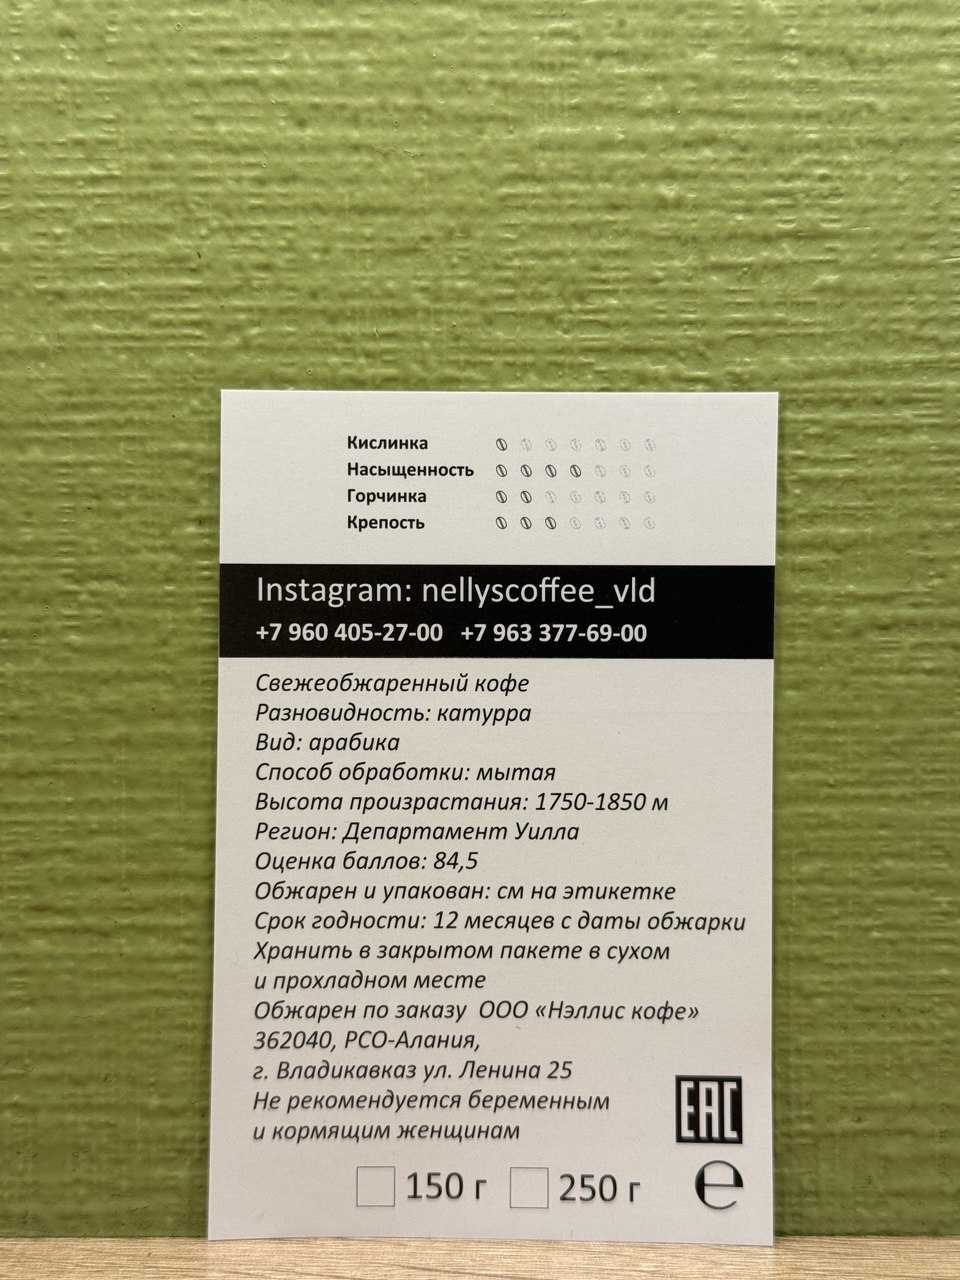 Кислинка
Насыщенность
Горчинка
Крепость
Instagram: nellyscoffee_vld
+7 960 405-27-00 +7 963 377-69-00
Свежеобжаренный кофе
Разновидность: катурра
Вид: арабика
Способ обработки: мытая
Высота произрастания: 1750-1850 м
Регион: Департамент Уилла
Оценка баллов: 84,5
Обжарен и упакован: см на этикетке
Срок годности: 12 месяцев с даты обжарки
Хранить в закрытом пакете в сухом
и прохладном месте
Обжарен по заказу ООО «Нэллис кофе»
362040, РСО-Алания,
г. Владикавказ ул. Ленина 25
Не рекомендуется беременным
и кормящим женщинам
EAC
150 г 250 г e